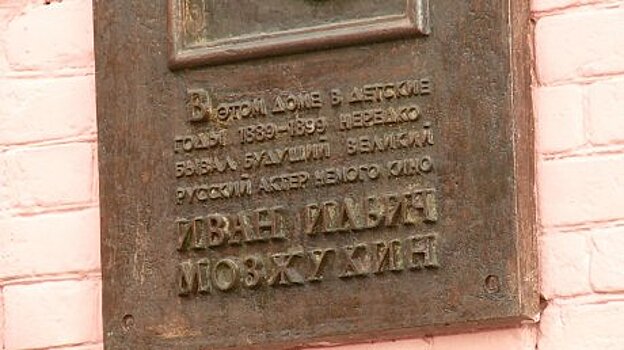 В ЭТОМ ДОМЕ В ДЕТСКИЕ
ГОДЫ 1889-1899 НЕРЕДКО
БЫВАЛ БУДУЩИЙ ВЕЛИКИЙ
РУССКИЙ АКТЕР НЕМОГО КИНО
ИВАН ИЛЬИЧ
МОЗЖУХИН